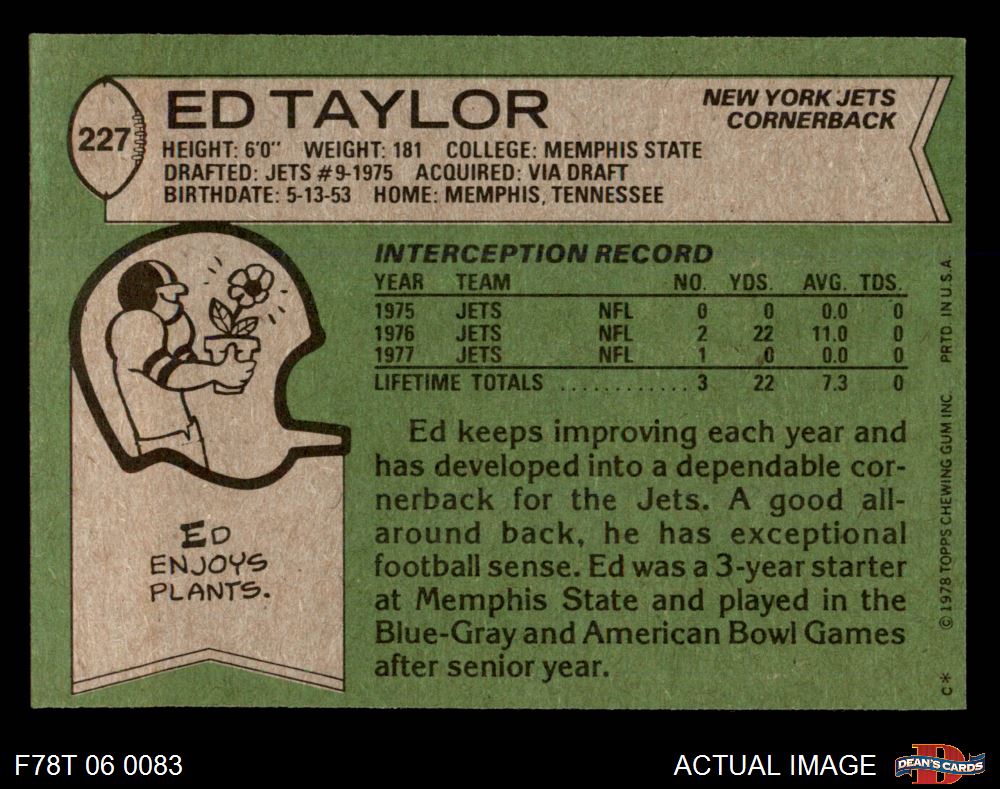 227
ED TAYLOR
NEW YORK JETS
CORNERBACK
HEIGHT: 6'0" WEIGHT: 181 COLLEGE: MEMPHIS STATE
DRAFTED: JETS #9-1975 ACQUIRED: VIA DRAFT
BIRTHDATE: 5-13-53 HOME: MEMPHIS, TENNESSEE
INTERCEPTION RECORD
YEAR TEAM NO. YDS. AVG. TDS.
1975 JETS NFL 0 0 0.0 0
1976 JETS NFL 2 22 11.0 0
1977 JETS NFL 1 0 0.0 0
LIFETIME TOTALS ............ 3 22 7.3 0
Ed keeps improving each year and
has developed into a dependable cor-
nerback for the Jets. A good all-
around back, he has exceptional
football sense. Ed was a 3-year starter
at Memphis State and played in the
Blue-Gray and American Bowl Games
after senior year.
ED
ENJOYS
PLANTS.
C* © 1978 TOPPS CHEWING GUM INC. PRTD. IN U.S.A.
F78T 06 0083
ACTUAL IMAGE
D
DEAN'S CARDS